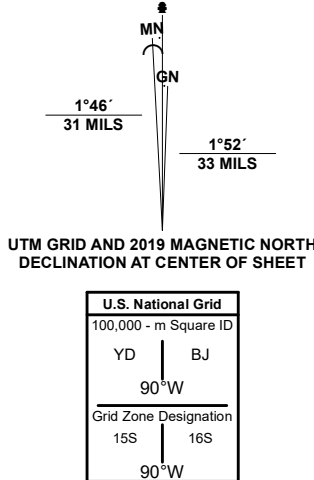 MN
GN
1°46´
31 MILS
1°52´
33 MILS
UTM GRID AND 2019 MAGNETIC NORTH
DECLINATION AT CENTER OF SHEET
U.S. National Grid
100,000 - m Square ID
YD BJ
90°W
Grid Zone Designation
15S 16S
90°W